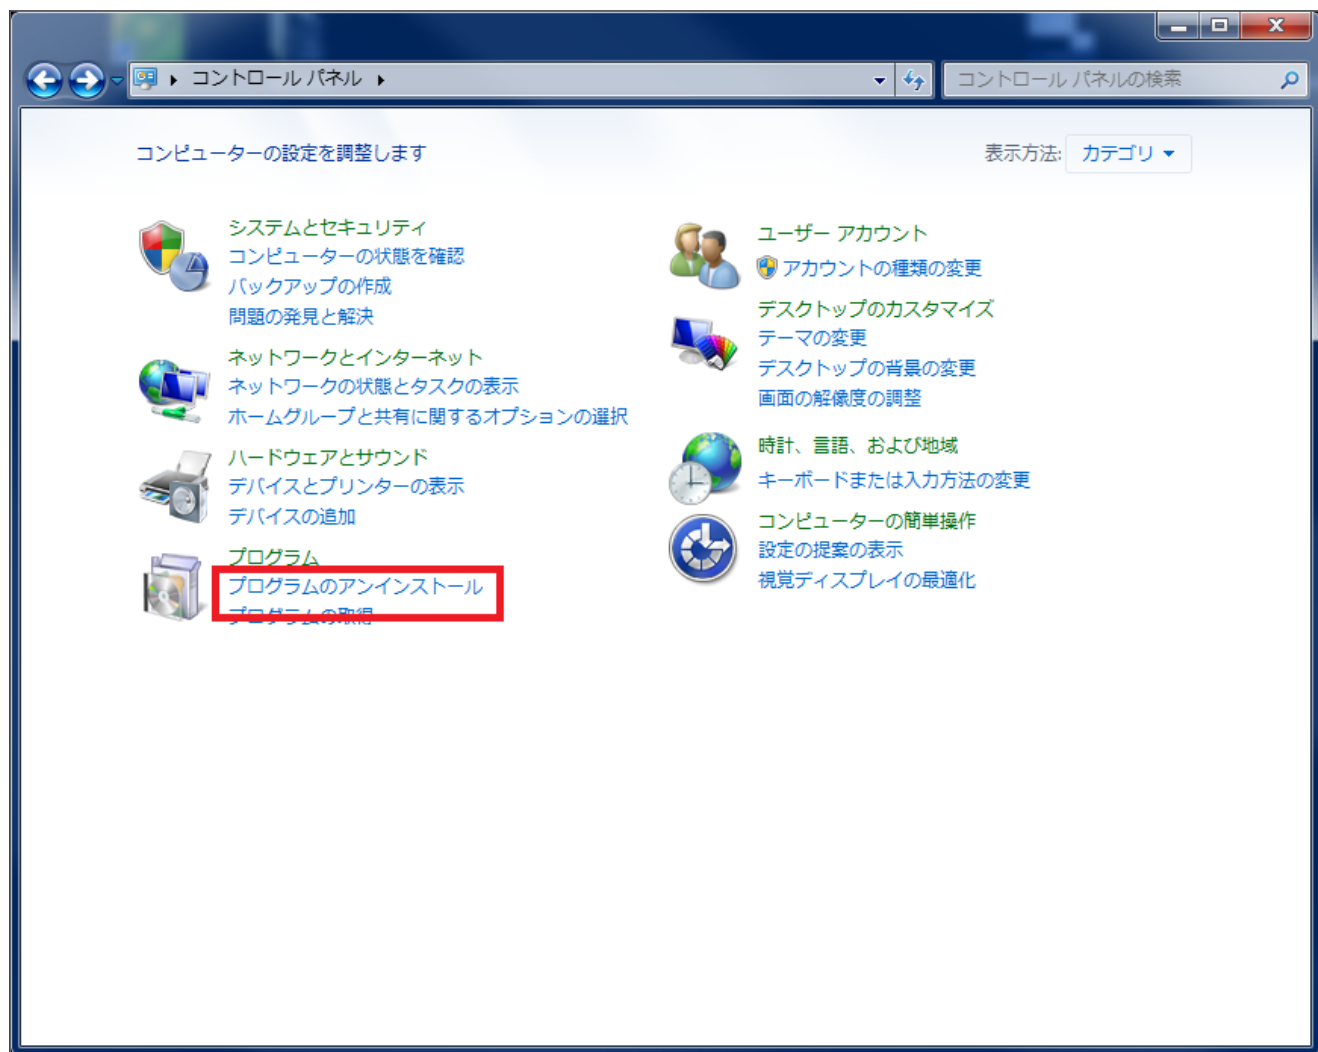 コントロール パネル
コントロール パネルの検索
コンピューターの設定を調整します
表示方法: カテゴリ
システムとセキュリティ
コンピューターの状態を確認
バックアップの作成
問題の発見と解決
ネットワークとインターネット
ネットワークの状態とタスクの表示
ホームグループと共有に関するオプションの選択
ハードウェアとサウンド
デバイスとプリンターの表示
デバイスの追加
プログラム
プログラムのアンインストール
プログラムの取得
ユーザー アカウント
アカウントの種類の変更
デスクトップのカスタマイズ
テーマの変更
デスクトップの背景の変更
画面の解像度の調整
時計、言語、および地域
キーボードまたは入力方法の変更
コンピューターの簡単操作
設定の提案の表示
視覚ディスプレイの最適化